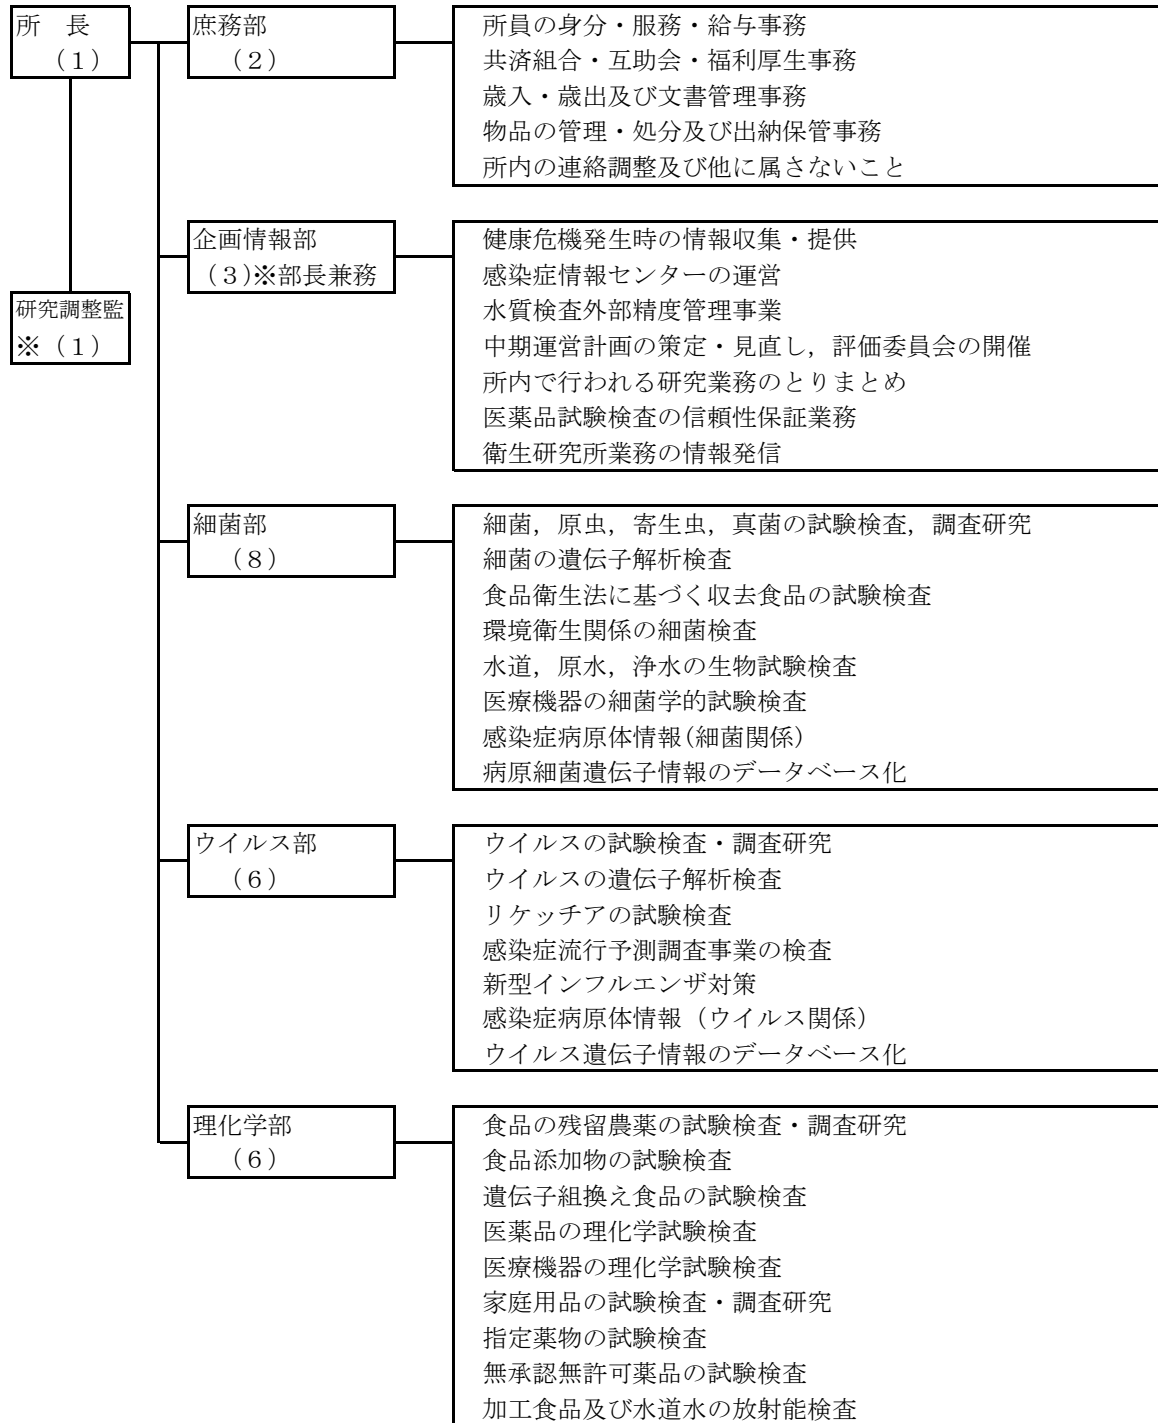 所　長
（1）
研究調整監
※（1）
庶務部
（2）
所員の身分・服務・給与事務
共済組合・互助会・福利厚生事務
歳入・歳出及び文書管理事務
物品の管理・処分及び出納保管事務
所内の連絡調整及び他に属さないこと
企画情報部
（3）※部長兼務
健康危機発生時の情報収集・提供
感染症情報センターの運営
水質検査外部精度管理事業
中期運営計画の策定・見直し，評価委員会の開催
所内で行われる研究業務のとりまとめ
医薬品試験検査の信頼性保証業務
衛生研究所業務の情報発信
細菌部
（8）
細菌，原虫，寄生虫，真菌の試験検査，調査研究
細菌の遺伝子解析検査
食品衛生法に基づく収去食品の試験検査
環境衛生関係の細菌検査
水道，原水，浄水の生物試験検査
医療機器の細菌学的試験検査
感染症病原体情報(細菌関係)
病原細菌遺伝子情報のデータベース化
ウイルス部
（6）
ウイルスの試験検査・調査研究
ウイルスの遺伝子解析検査
リケッチアの試験検査
感染症流行予測調査事業の検査
新型インフルエンザ対策
感染症病原体情報（ウイルス関係）
ウイルス遺伝子情報のデータベース化
理化学部
（6）
食品の残留農薬の試験検査・調査研究
食品添加物の試験検査
遺伝子組換え食品の試験検査
医薬品の理化学試験検査
医療機器の理化学試験検査
家庭用品の試験検査・調査研究
指定薬物の試験検査
無承認無許可薬品の試験検査
加工食品及び水道水の放射能検査